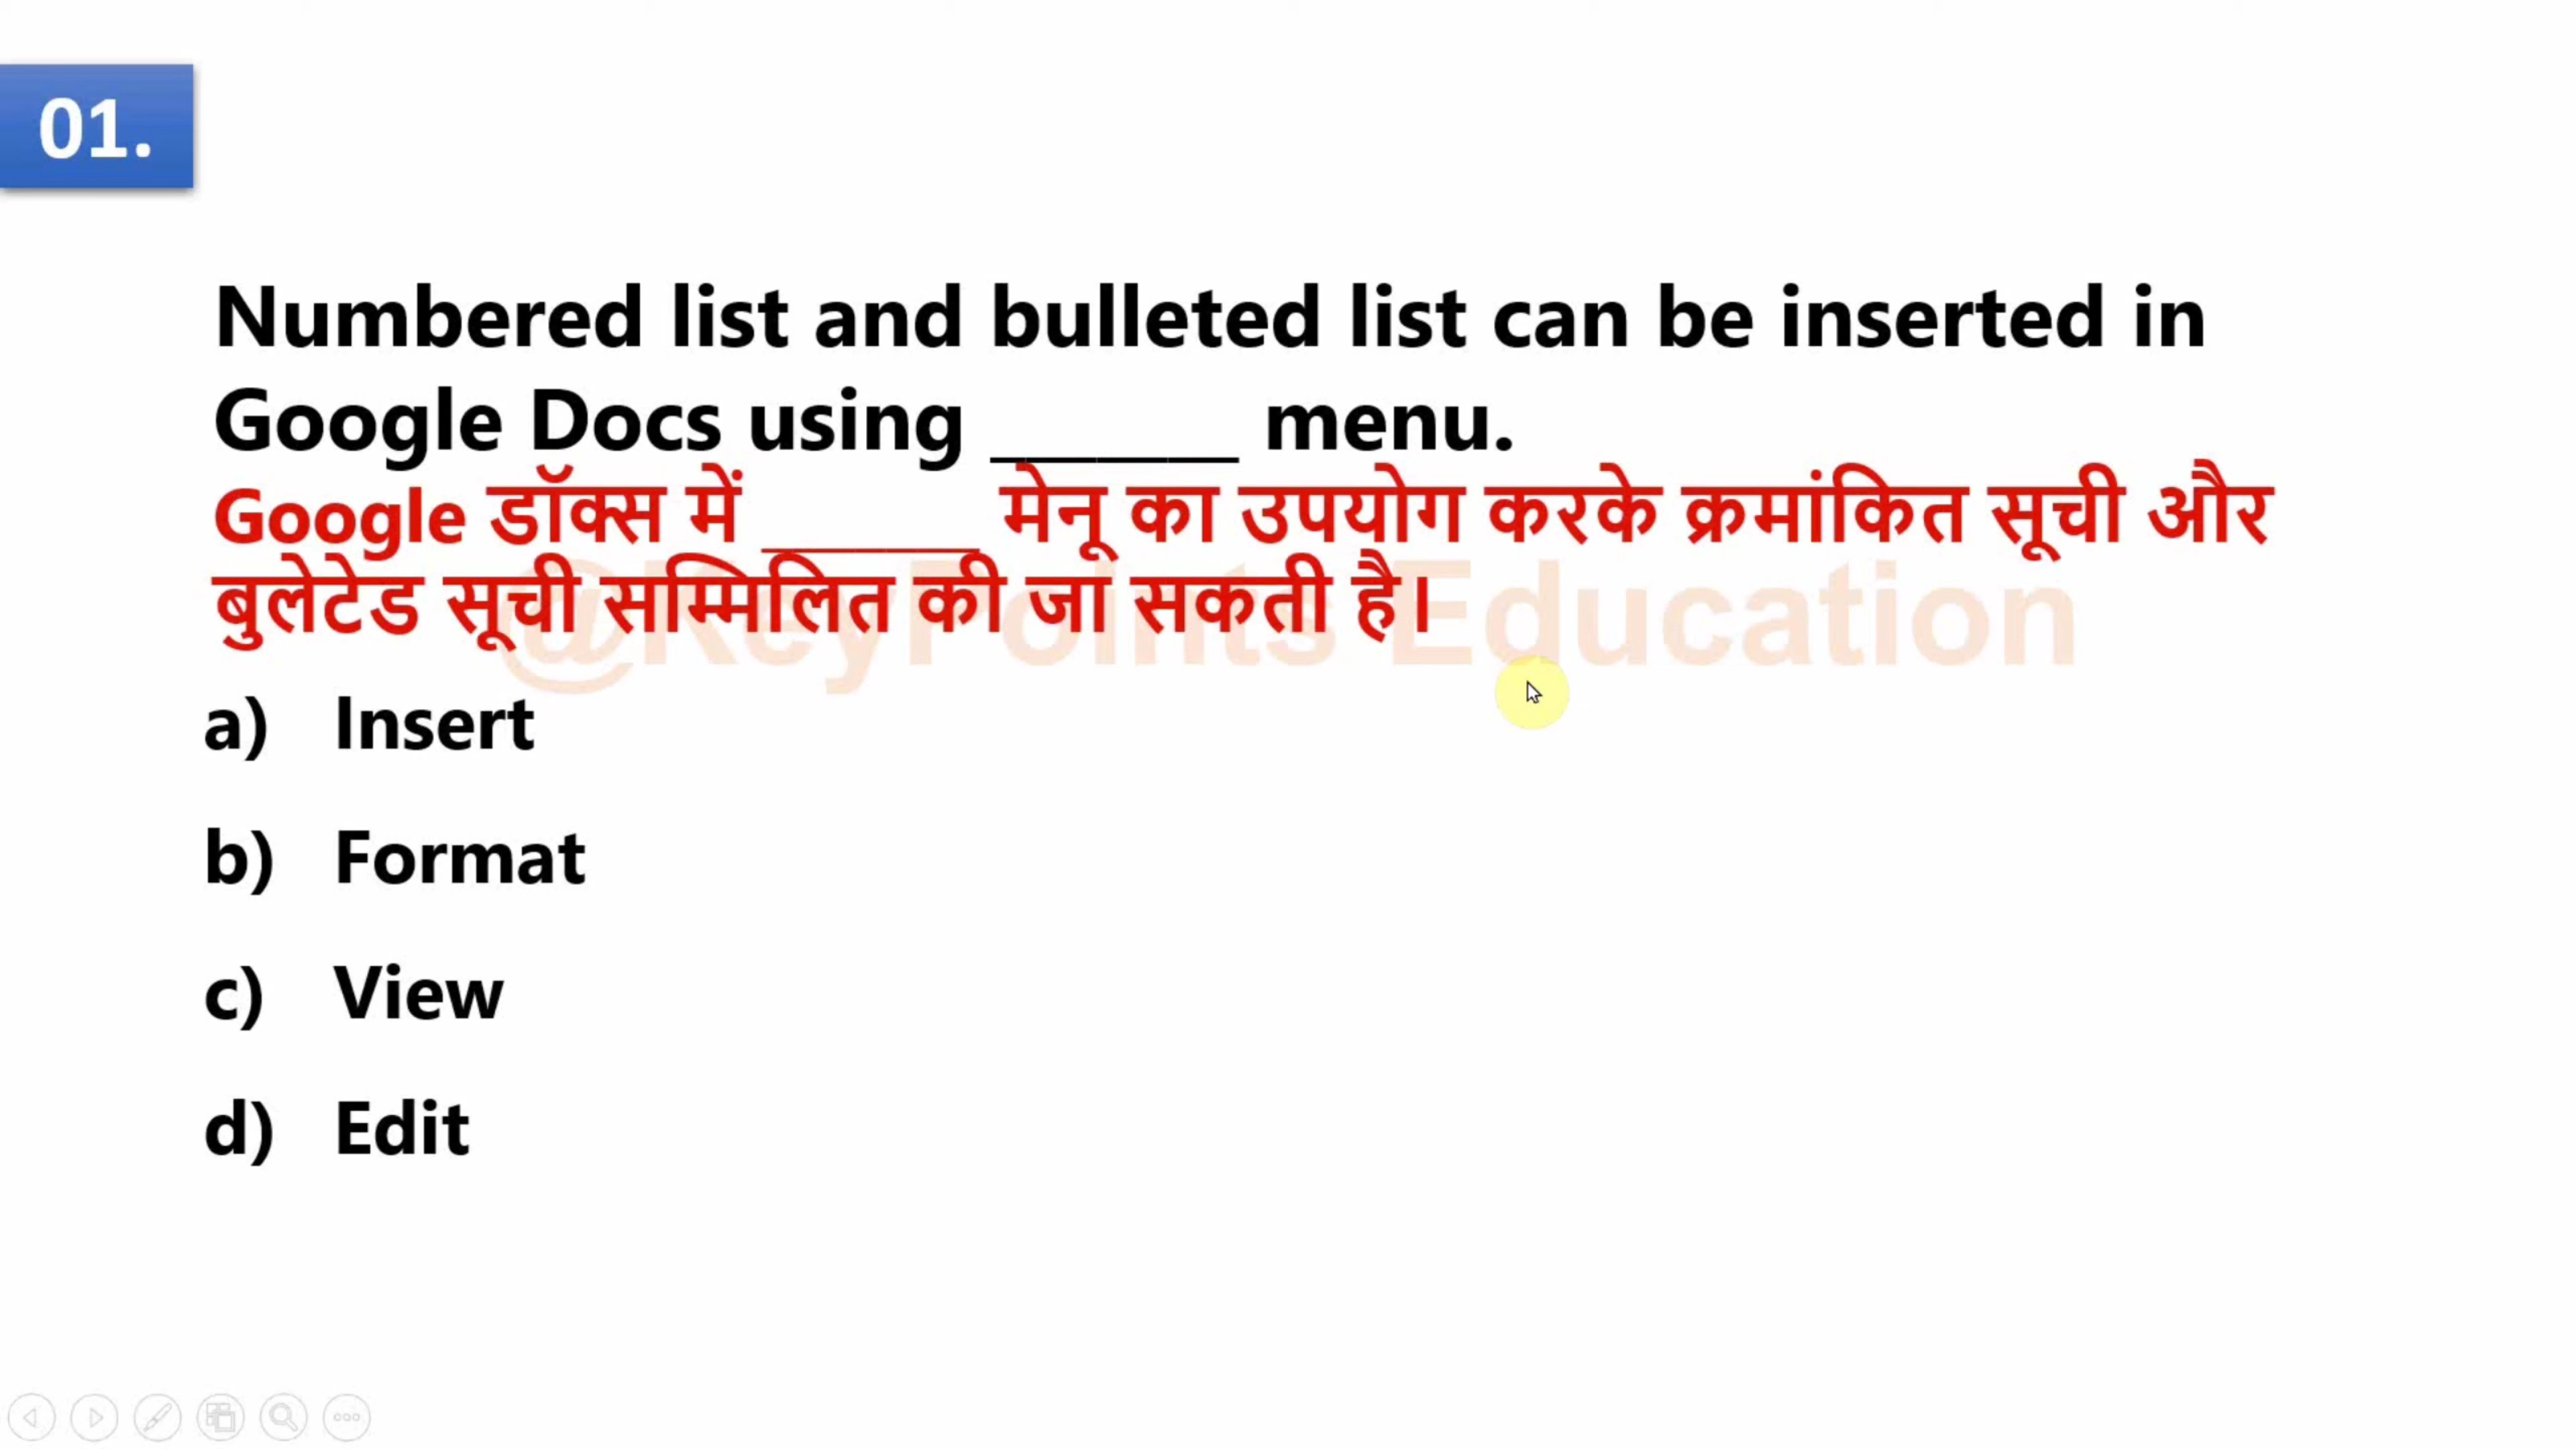 01.
Numbered list and bulleted list can be inserted in
Google Docs using _______ menu.
Google डॉक्स में _______ मेनू का उपयोग करके क्रमांकित सूची और
बुलेटेड सूची सम्मिलित की जा सकती है।
@KeyPoints Education
a) Insert
b) Format
c) View
d) Edit